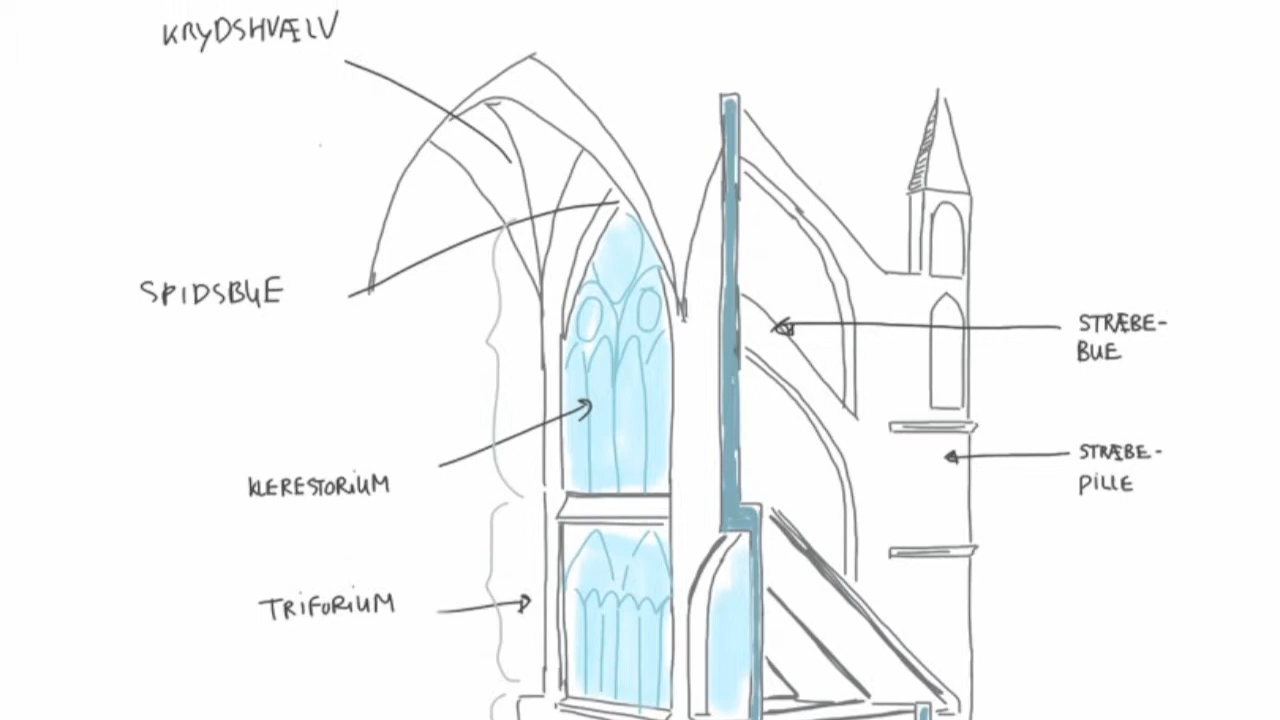 KRYDSHVÆLV
SPIDSBUE
KLERESTORIUM
TRIFORIUM
STRÆBE-
BUE
STRÆBE-
PILLE